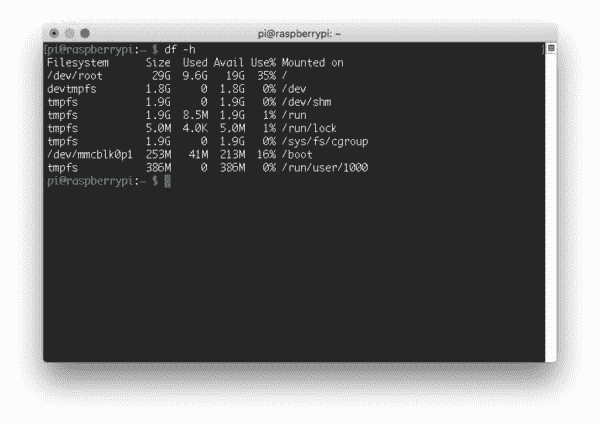 pi@raspberrypi: ~
[pi@raspberrypi:~ $ df -h ]
Filesystem      Size  Used Avail Use% Mounted on
/dev/root        29G  9.6G   19G  35% /
devtmpfs        1.8G     0  1.8G   0% /dev
tmpfs           1.9G     0  1.9G   0% /dev/shm
tmpfs           1.9G  8.5M  1.9G   1% /run
tmpfs           5.0M  4.0K  5.0M   1% /run/lock
tmpfs           1.9G     0  1.9G   0% /sys/fs/cgroup
/dev/mmcblk0p1  253M   41M  213M  16% /boot
tmpfs           386M     0  386M   0% /run/user/1000
pi@raspberrypi:~ $